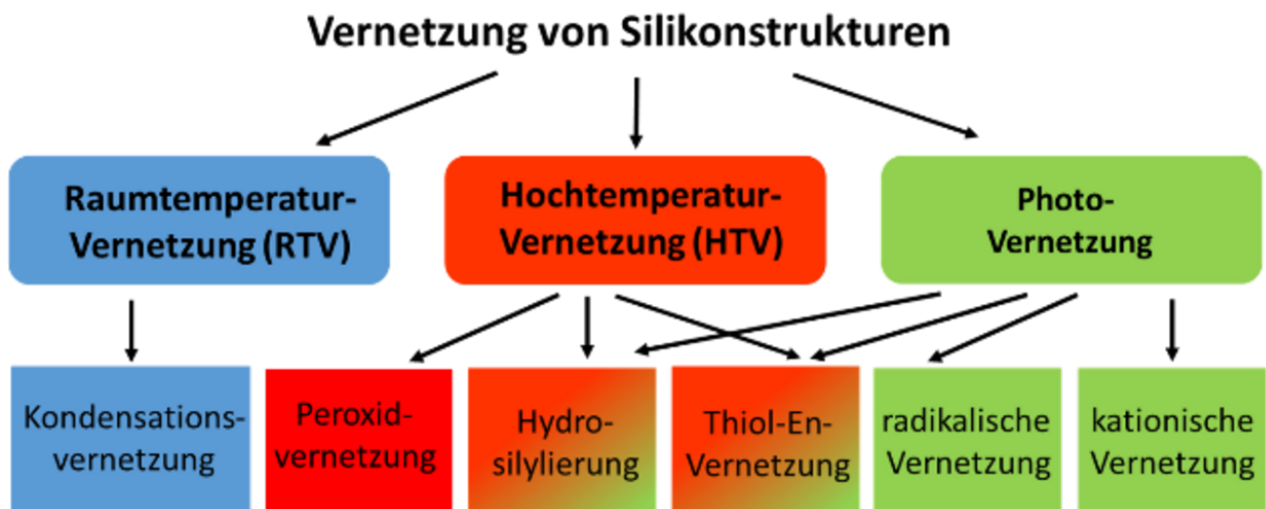 Vernetzung von Silikonstrukturen
Raumtemperatur-
Vernetzung (RTV)
Hochtemperatur-
Vernetzung (HTV)
Photo-
Vernetzung
Kondensations-
vernetzung
Peroxid-
vernetzung
Hydro-
silylierung
Thiol-En-
Vernetzung
radikalische
Vernetzung
kationische
Vernetzung